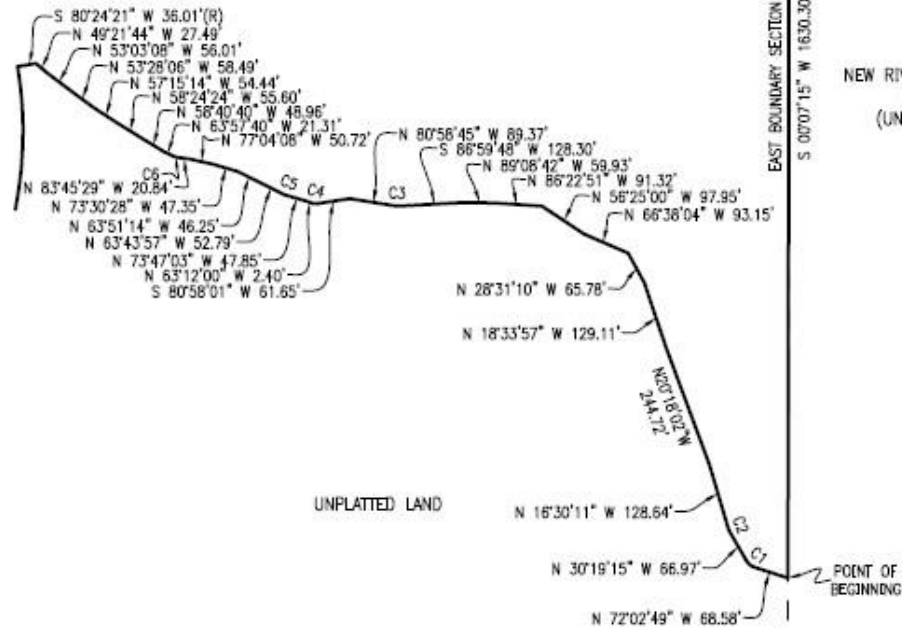 S 80°24'21" W 36.01'(R)
N 49°21'44" W 27.49'
N 53°03'08" W 56.01'
N 53°28'06" W 58.49'
N 57°15'14" W 54.44'
N 58°24'24" W 55.60'
N 58°40'40" W 48.96'
N 63°57'40" W 21.31'
N 77°04'08" W 50.72'
C6
N 83°45'29" W 20.84'
N 73°30'28" W 47.35'
N 63°51'14" W 46.25'
N 63°43'57" W 52.79'
N 73°47'03" W 47.85'
N 63°12'00" W 2.40'
S 80°58'01" W 61.65'
C5
C4
C3
N 80°58'45" W 89.37'
S 86°59'48" W 128.30'
N 89°08'42" W 59.93'
N 86°22'51" W 91.32'
N 56°25'00" W 97.95'
N 66°38'04" W 93.15'
EAST BOUNDARY SECTION
S 00°07'15" W 1630.30
NEW RIV
(UN
N 28°31'10" W 65.78'
N 18°33'57" W 129.11'
N20°18'02"W
244.72'
UNPLATTED LAND
N 16°30'11" W 128.64'
C2
N 30°19'15" W 66.97'
C1
POINT OF
BEGINNING
N 72°02'49" W 68.58'